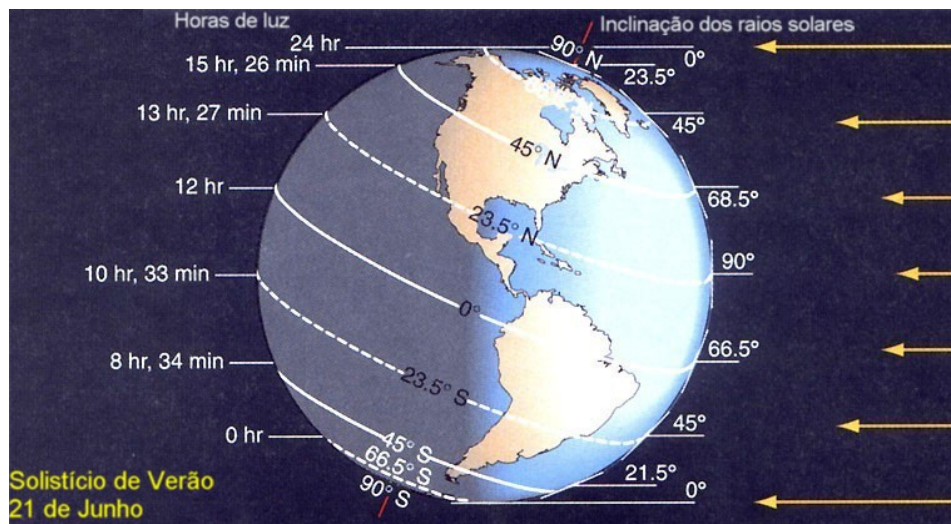 Horas de luz
Inclinação dos raios solares
24 hr
90° N
0°
15 hr, 26 min
23.5°
66.5° N
13 hr, 27 min
45°
45° N
12 hr
68.5°
23.5° N
10 hr, 33 min
90°
0°
8 hr, 34 min
66.5°
23.5° S
0 hr
45° S
45°
66.5° S
21.5°
90° S
0°
Solistício de Verão
21 de Junho